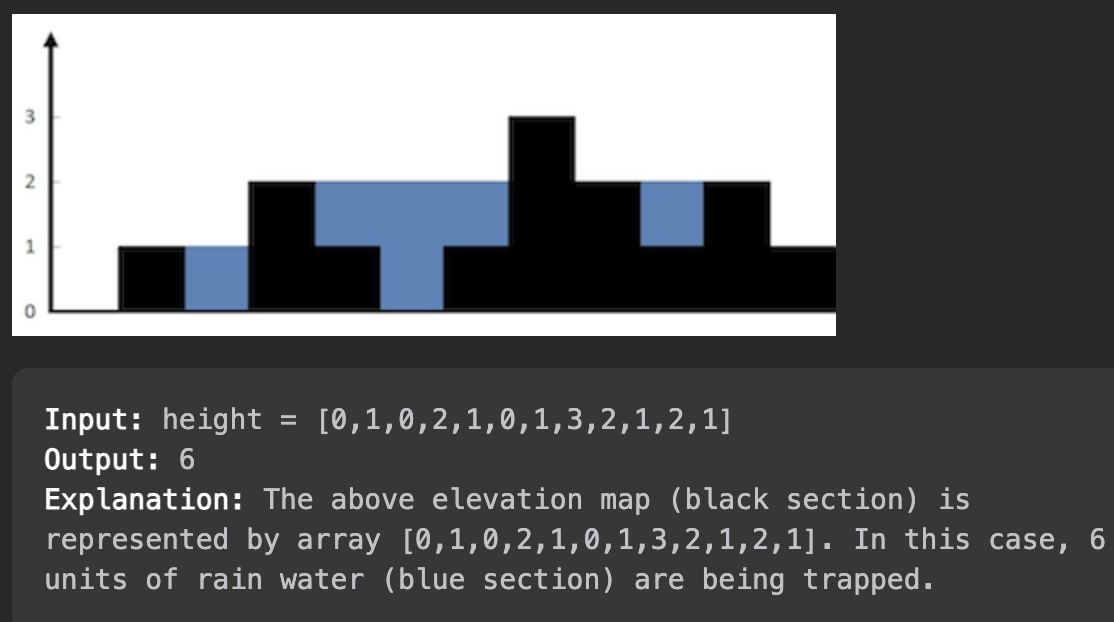 3
2
1
0
Input: height = [0,1,0,2,1,0,1,3,2,1,2,1]
Output: 6
Explanation: The above elevation map (black section) is
represented by array [0,1,0,2,1,0,1,3,2,1,2,1]. In this case, 6
units of rain water (blue section) are being trapped.